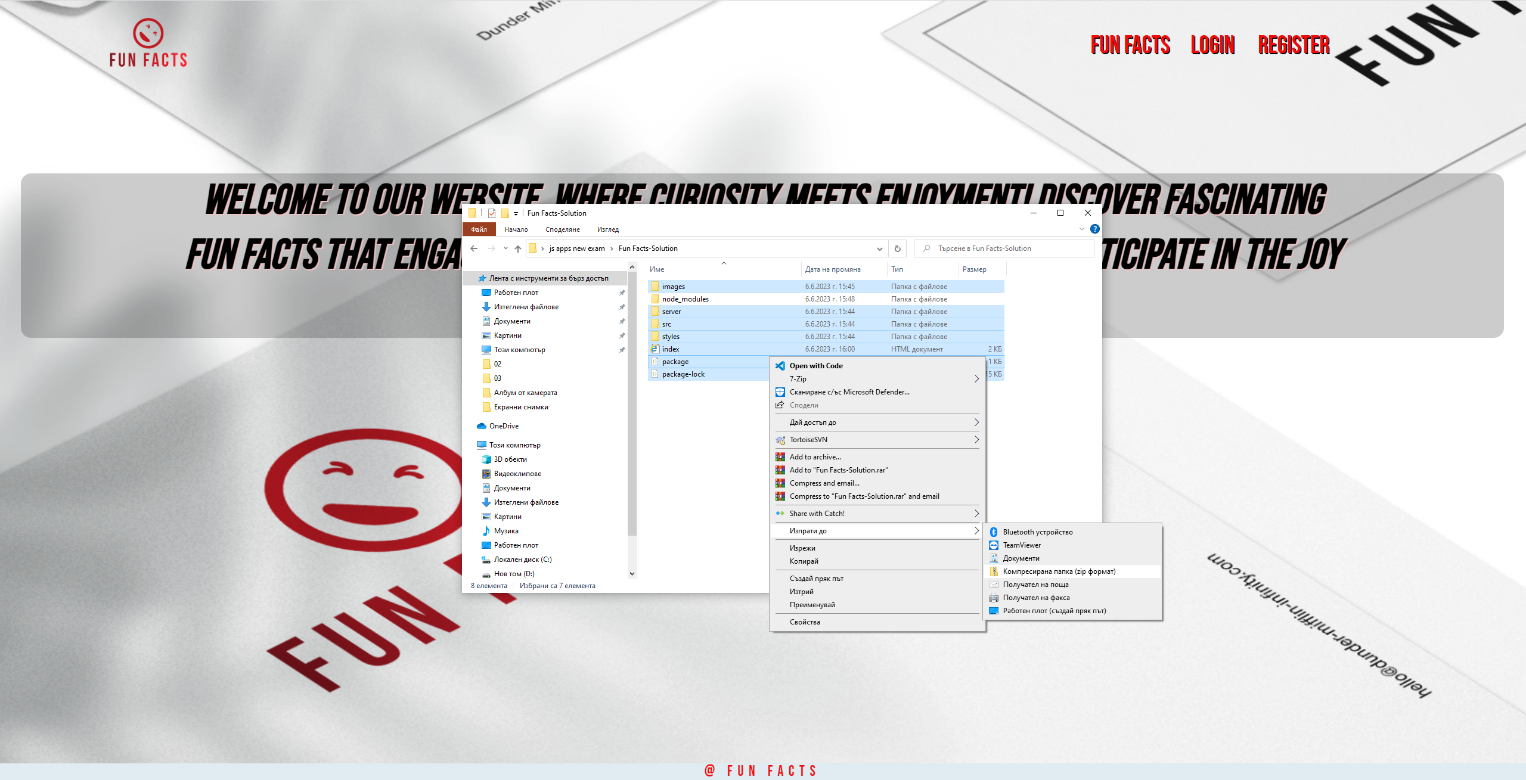 Dunder Mif
FUN FACTS
FUN FACTS LOGIN REGISTER
FUN
WELCOME TO OUR WEBSITE, WHERE CURIOSITY MEETS ENJOYMENT! DISCOVER FASCINATING
FUN FACTS THAT ENGA
TICIPATE IN THE JOY
Fun Facts-Solution
Файл Начало Споделяне Изглед
js apps new exam Fun Facts-Solution
Търсене в Fun Facts-Solution
Име Дата на промяна Тип Размер
Лента с инструменти за бърз достъп
Работен плот
Изтеглени файлове
Документи
Картини
Този компютър
02
03
Албум от камерата
Екранни снимки
OneDrive
Този компютър
3D обекти
Видеоклипове
Документи
Изтеглени файлове
Картини
Музика
Работен плот
Локален диск (C:)
Нов том (D:)
8 елемента Избрани са 7 елемента
images 6.6.2023 г. 15:45 Папка с файлове
node_modules 6.6.2023 г. 15:48 Папка с файлове
server 6.6.2023 г. 15:44 Папка с файлове
src 6.6.2023 г. 15:44 Папка с файлове
styles 6.6.2023 г. 15:44 Папка с файлове
index 6.6.2023 г. 16:00 HTML документ 2 КБ
package 1 КБ
package-lock 5 КБ
Open with Code
7-Zip
Сканиране с/ъс Microsoft Defender...
Сподели
Дай достъп до
TortoiseSVN
Add to archive...
Add to "Fun Facts-Solution.rar"
Compress and email...
Compress to "Fun Facts-Solution.rar" and email
Share with Catch!
Изпрати до
Изрежи
Копирай
Създай пряк път
Изтрий
Преименувай
Свойства
Bluetooth устройство
TeamViewer
Документи
Компресирана папка (zip формат)
Получател на поща
Получател на факса
Работен плот (създай пряк път)
FUN
hello@dunder-mifflin-infinity.com
@ FUN FACTS